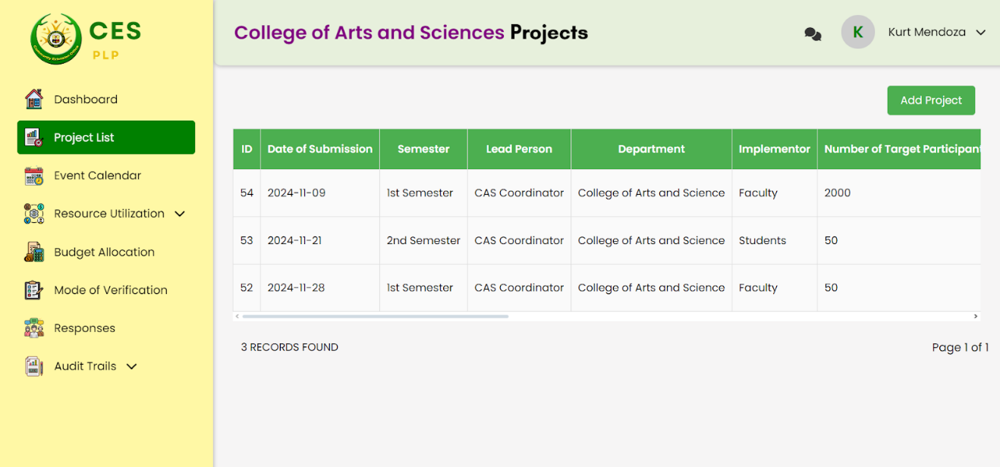 CES
PLP
Community Extension Office
College of Arts and Sciences Projects
K
Kurt Mendoza
Dashboard
Project List
Event Calendar
Resource Utilization
Budget Allocation
Mode of Verification
Responses
Audit Trails
Add Project
ID Date of Submission Semester Lead Person Department Implementor Number of Target Participant
54 2024-11-09 1st Semester CAS Coordinator College of Arts and Science Faculty 2000
53 2024-11-21 2nd Semester CAS Coordinator College of Arts and Science Students 50
52 2024-11-28 1st Semester CAS Coordinator College of Arts and Science Faculty 50
3 RECORDS FOUND
Page 1 of 1